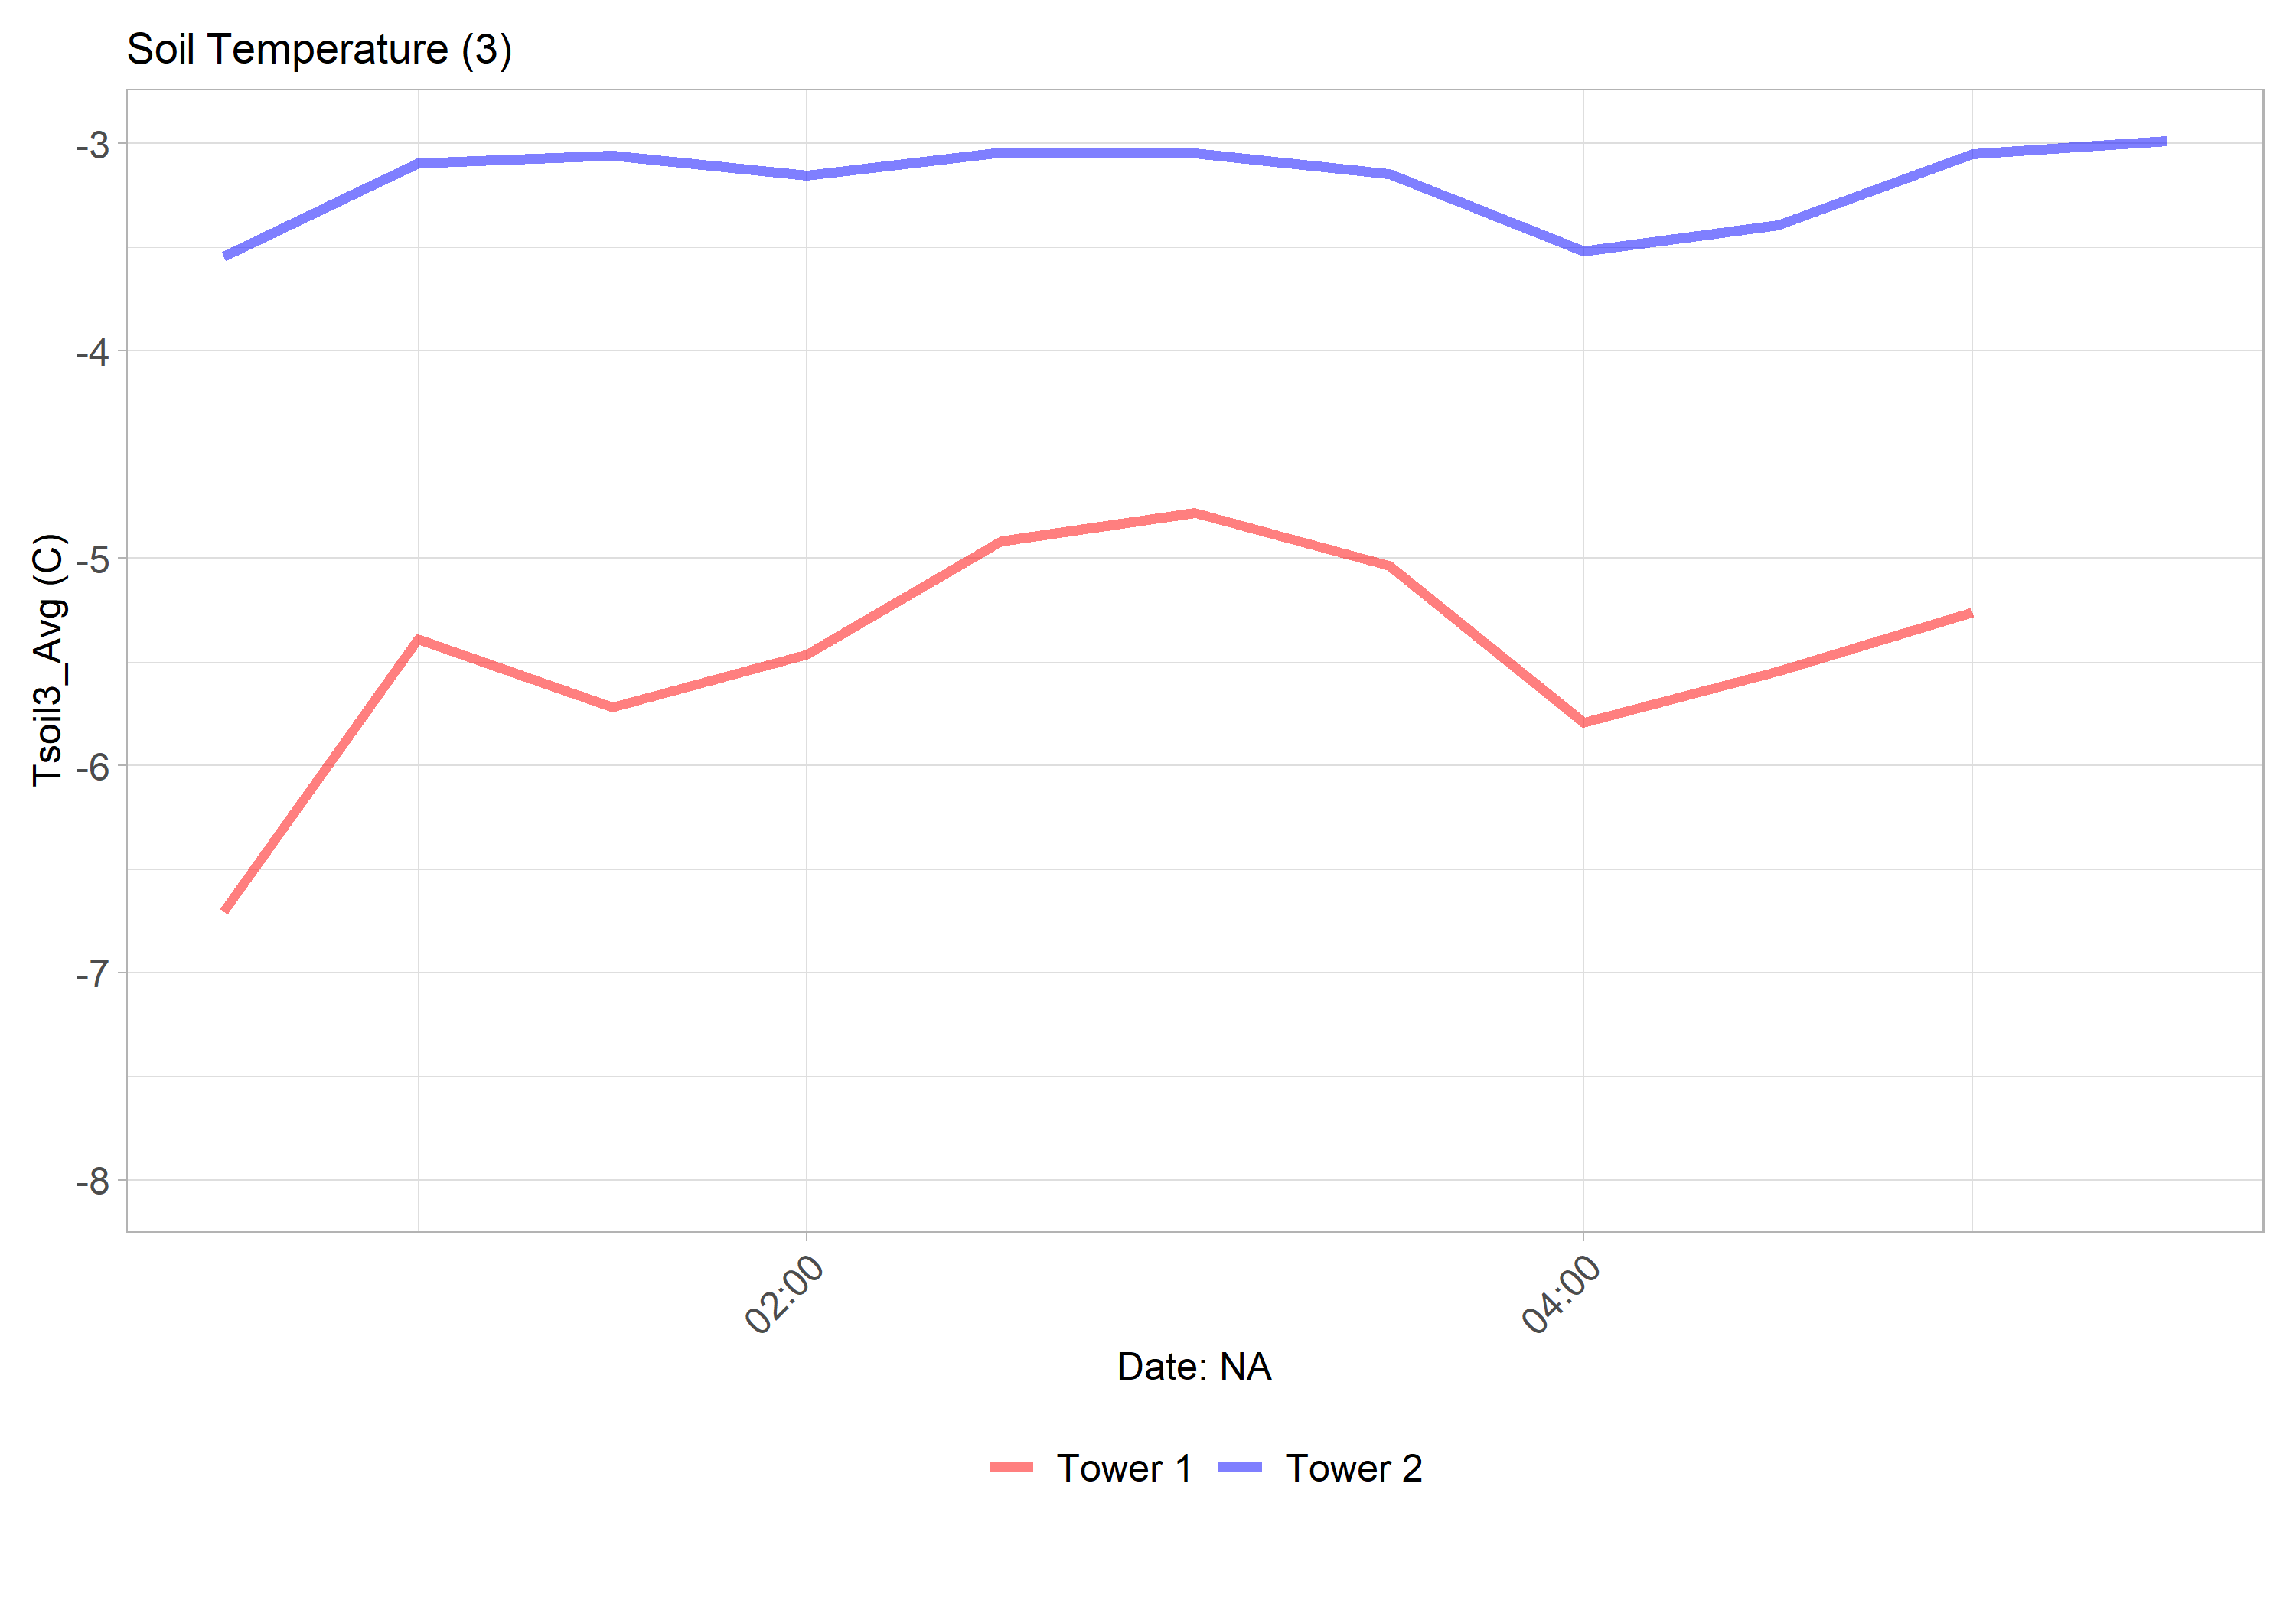 Soil Temperature (3)
Tsoil3_Avg (C)
-3
-4
-5
-6
-7
-8
02:00
04:00
Date: NA
Tower 1
Tower 2